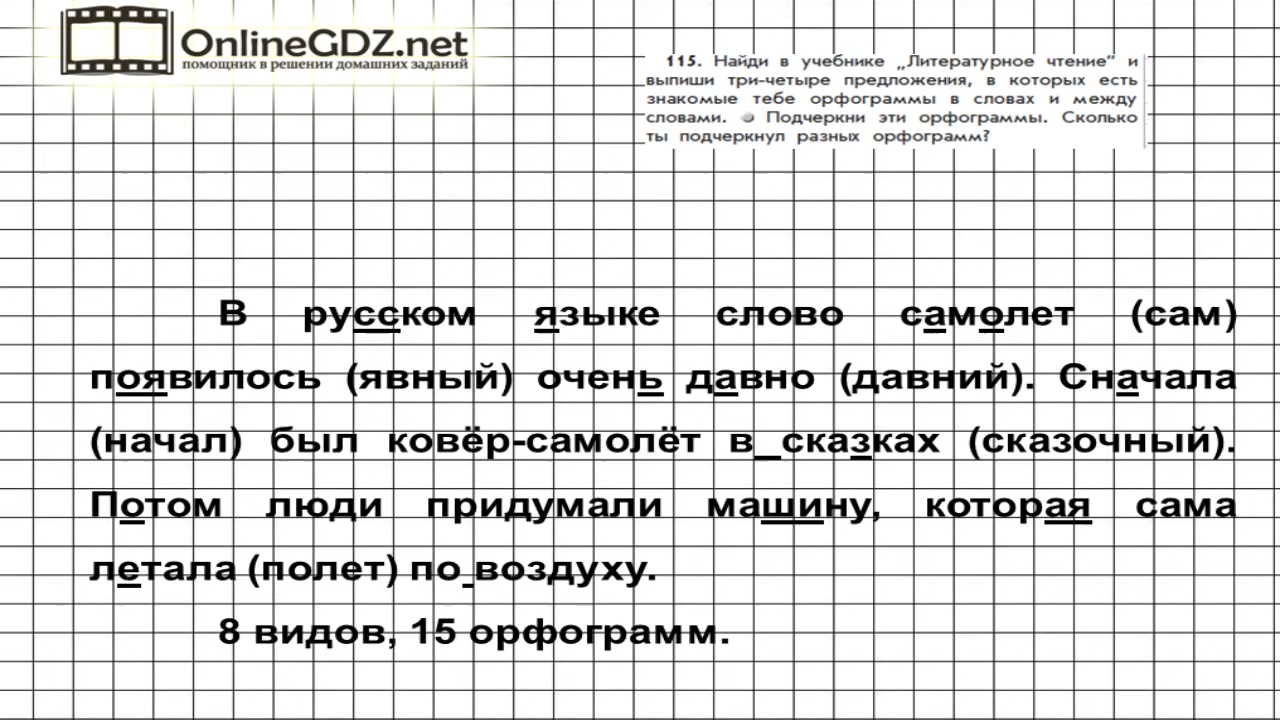 OnlineGDZ.net
помощник в решении домашних заданий
115. Найди в учебнике „Литературное чтение" и
выпиши три-четыре предложения, в которых есть
знакомые тебе орфограммы в словах и между
словами. Подчеркни эти орфограммы. Сколько
ты подчеркнул разных орфограмм?
В русском языке слово самолет (сам)
появилось (явный) очень давно (давний). Сначала
(начал) был ковёр-самолёт в сказках (сказочный).
Потом люди придумали машину, которая сама
летала (полет) по воздуху.
8 видов, 15 орфограмм.